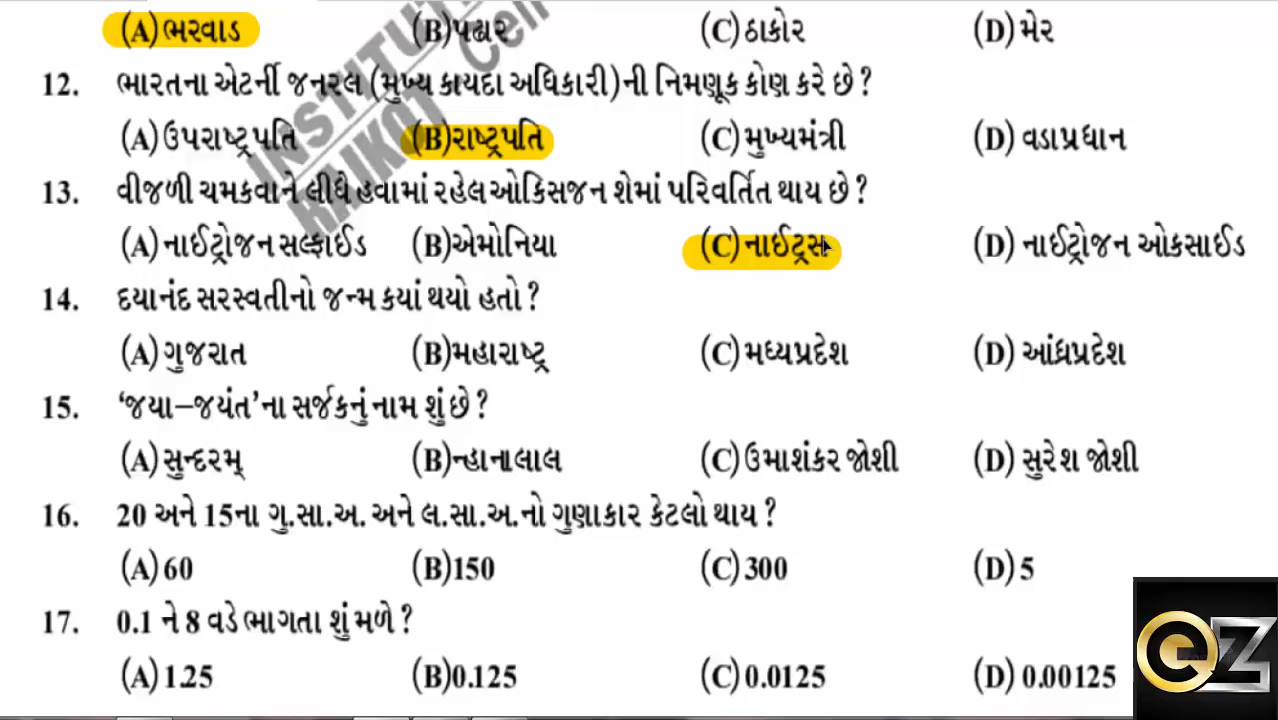 (A) ભરવાડ (B) પઢાર (C) ઠાકોર (D) મેર
12. ભારતના એટર્ની જનરલ (મુખ્ય કાયદા અધિકારી)ની નિમણૂક કોણ કરે છે ?
(A) ઉપરાષ્ટ્રપતિ (B) રાષ્ટ્રપતિ (C) મુખ્યમંત્રી (D) વડાપ્રધાન
13. વીજળી ચમકવાને લીધે હવામાં રહેલ ઓકિસજન શેમાં પરિવર્તિત થાય છે ?
(A) નાઈટ્રોજન સલ્ફાઈડ (B) એમોનિયા (C) નાઈટ્રસ (D) નાઈટ્રોજન ઓકસાઈડ
14. દયાનંદ સરસ્વતીનો જન્મ કયાં થયો હતો ?
(A) ગુજરાત (B) મહારાષ્ટ્ર (C) મધ્યપ્રદેશ (D) આંધ્રપ્રદેશ
15. ‘જયા–જયંત’ના સર્જકનું નામ શું છે ?
(A) સુન્દરમ્ (B) ન્હાનાલાલ (C) ઉમાશંકર જોશી (D) સુરેશ જોશી
16. 20 અને 15ના ગુ.સા.અ. અને લ.સા.અ.નો ગુણાકાર કેટલો થાય ?
(A) 60 (B) 150 (C) 300 (D) 5
17. 0.1 ને 8 વડે ભાગતા શું મળે ?
(A) 1.25 (B) 0.125 (C) 0.0125 (D) 0.00125
eZ